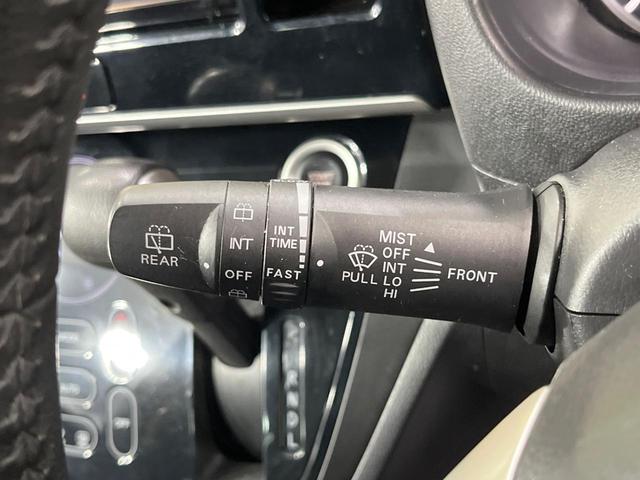 REAR
INT
OFF
INT
TIME
FAST
PULL
MIST
OFF
INT
LO
HI
FRONT